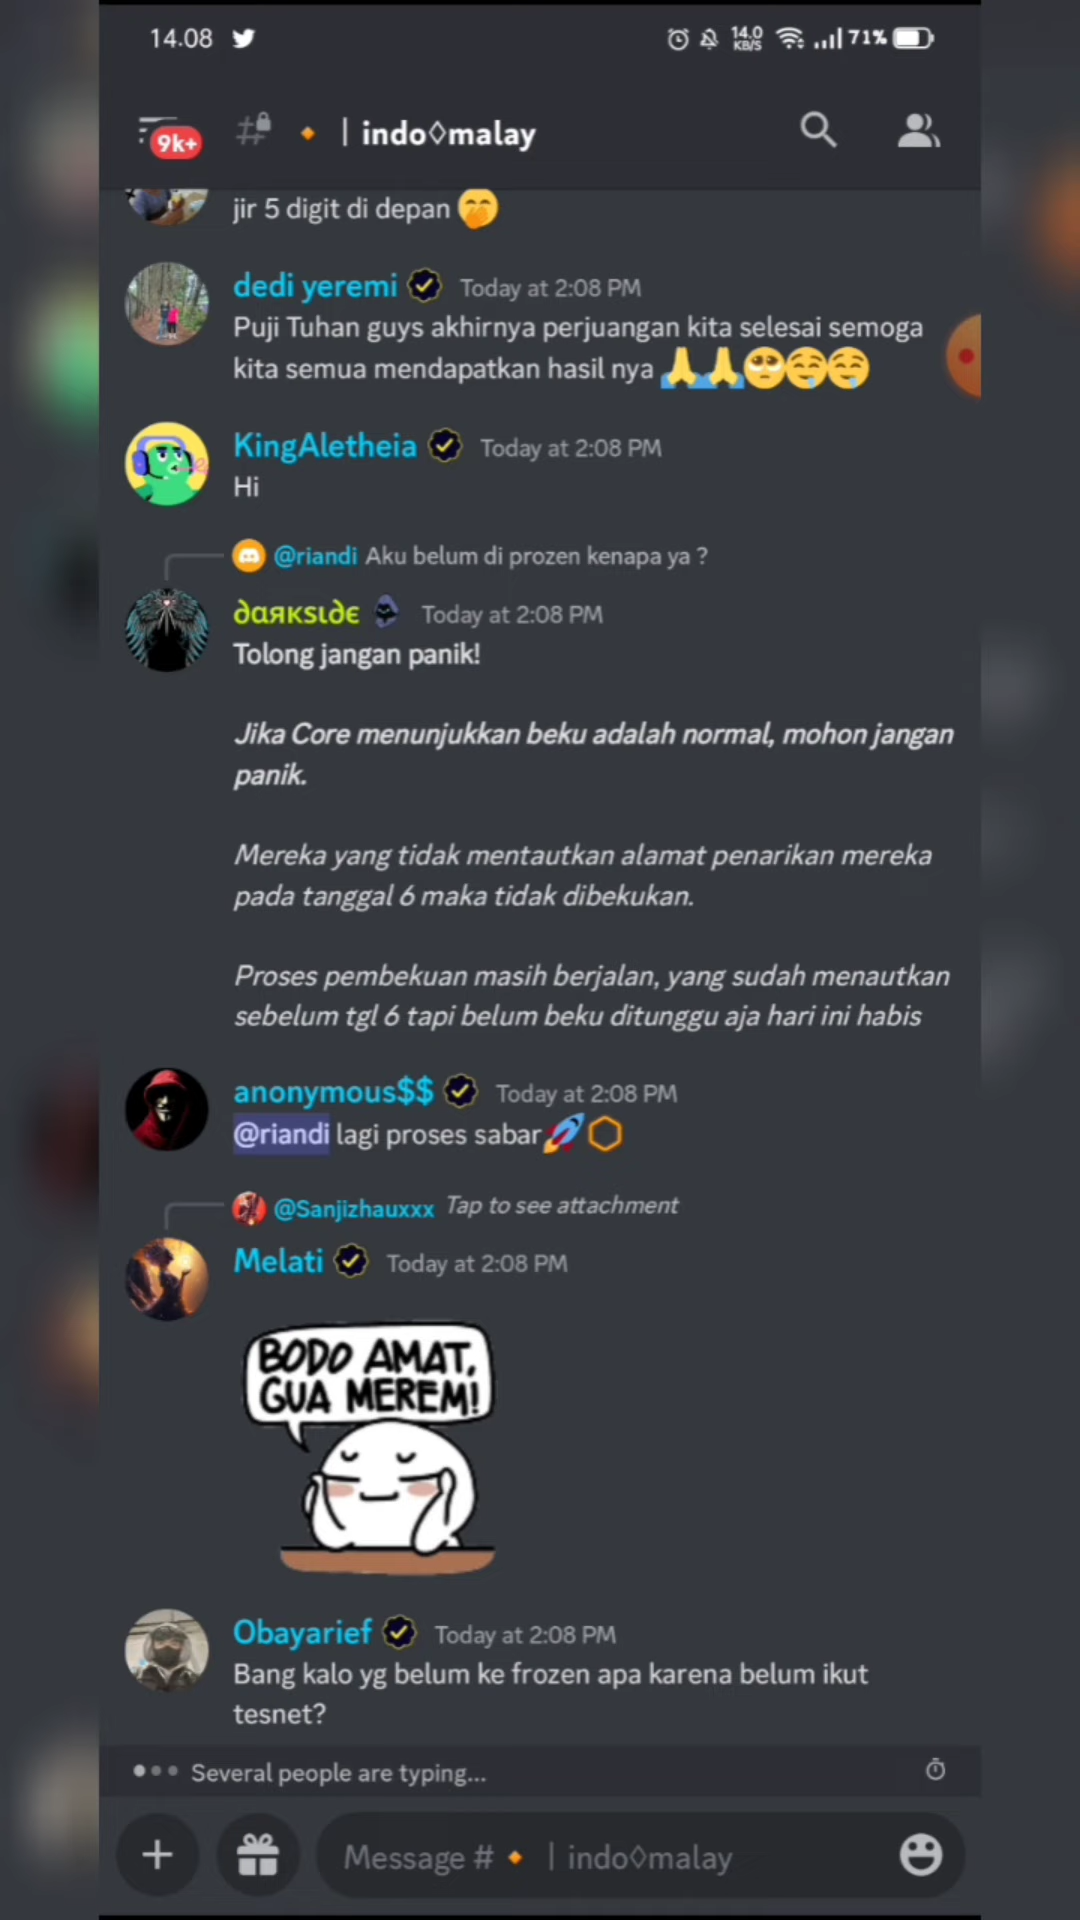 14.08
14.0
KB/S
71%
9k+
| indo◊malay
jir 5 digit di depan 🤭
dedi yeremi Today at 2:08 PM
Puji Tuhan guys akhirnya perjuangan kita selesai semoga
kita semua mendapatkan hasil nya 🙏🙏🥺🤤🤤
KingAletheia Today at 2:08 PM
Hi
@riandi Aku belum di prozen kenapa ya ?
∂αякѕι∂є Today at 2:08 PM
Tolong jangan panik!
Jika Core menunjukkan beku adalah normal, mohon jangan
panik.
Mereka yang tidak mentautkan alamat penarikan mereka
pada tanggal 6 maka tidak dibekukan.
Proses pembekuan masih berjalan, yang sudah menautkan
sebelum tgl 6 tapi belum beku ditunggu aja hari ini habis
anonymous$$ Today at 2:08 PM
@riandi lagi proses sabar🚀
@Sanjizhauxxx Tap to see attachment
Melati Today at 2:08 PM
BODO AMAT,
GUA MEREM!
Obayarief Today at 2:08 PM
Bang kalo yg belum ke frozen apa karena belum ikut
tesnet?
Several people are typing...
Message #🔸 | indo◊malay